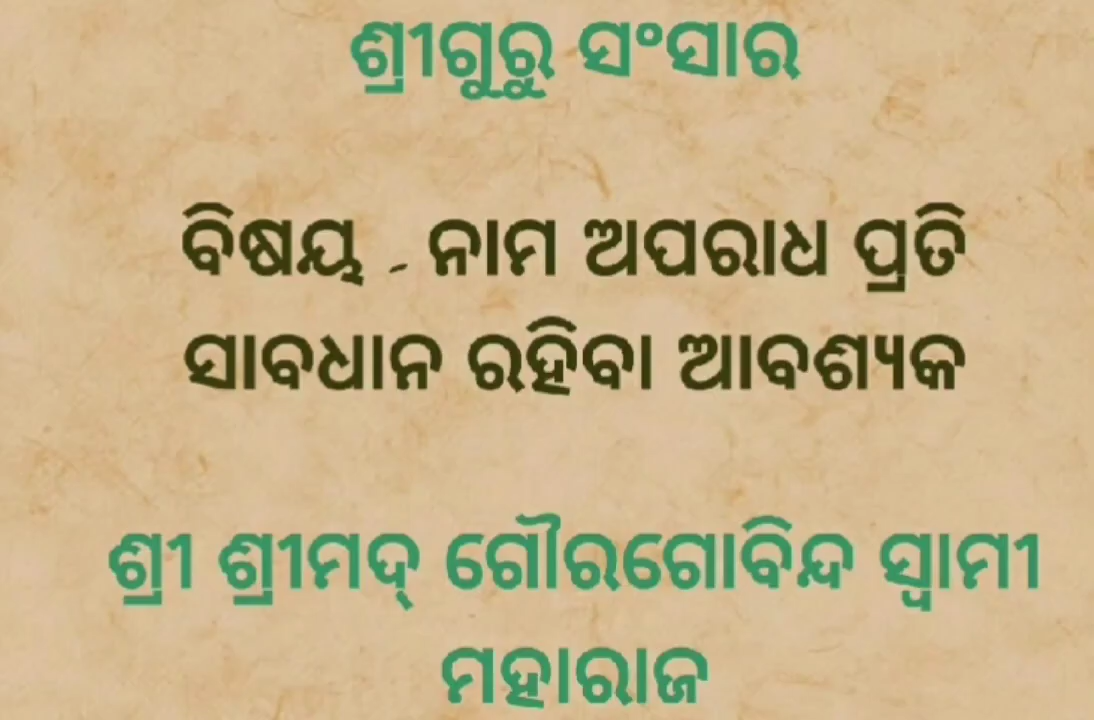 ଶ୍ରୀଗୁରୁ ସଂସାର
ବିଷୟ - ନାମ ଅପରାଧ ପ୍ରତି
ସାବଧାନ ରହିବା ଆବଶ୍ୟକ
ଶ୍ରୀ ଶ୍ରୀମଦ୍ ଗୌରଗୋବିନ୍ଦ ସ୍ୱାମୀ
ମହାରାଜ